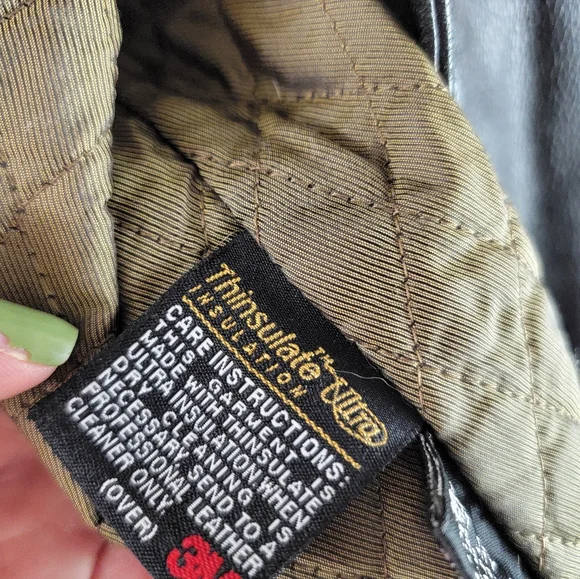 Thinsulate™ Ultra
INSULATION
CARE INSTRUCTIONS:
THIS GARMENT IS
MADE WITH THINSULATE
ULTRA INSULATION WHEN
DRY CLEANING IS
NECESSARY SEND TO A
PROFESSIONAL LEATHER
CLEANER ONLY
(OVER)
3M